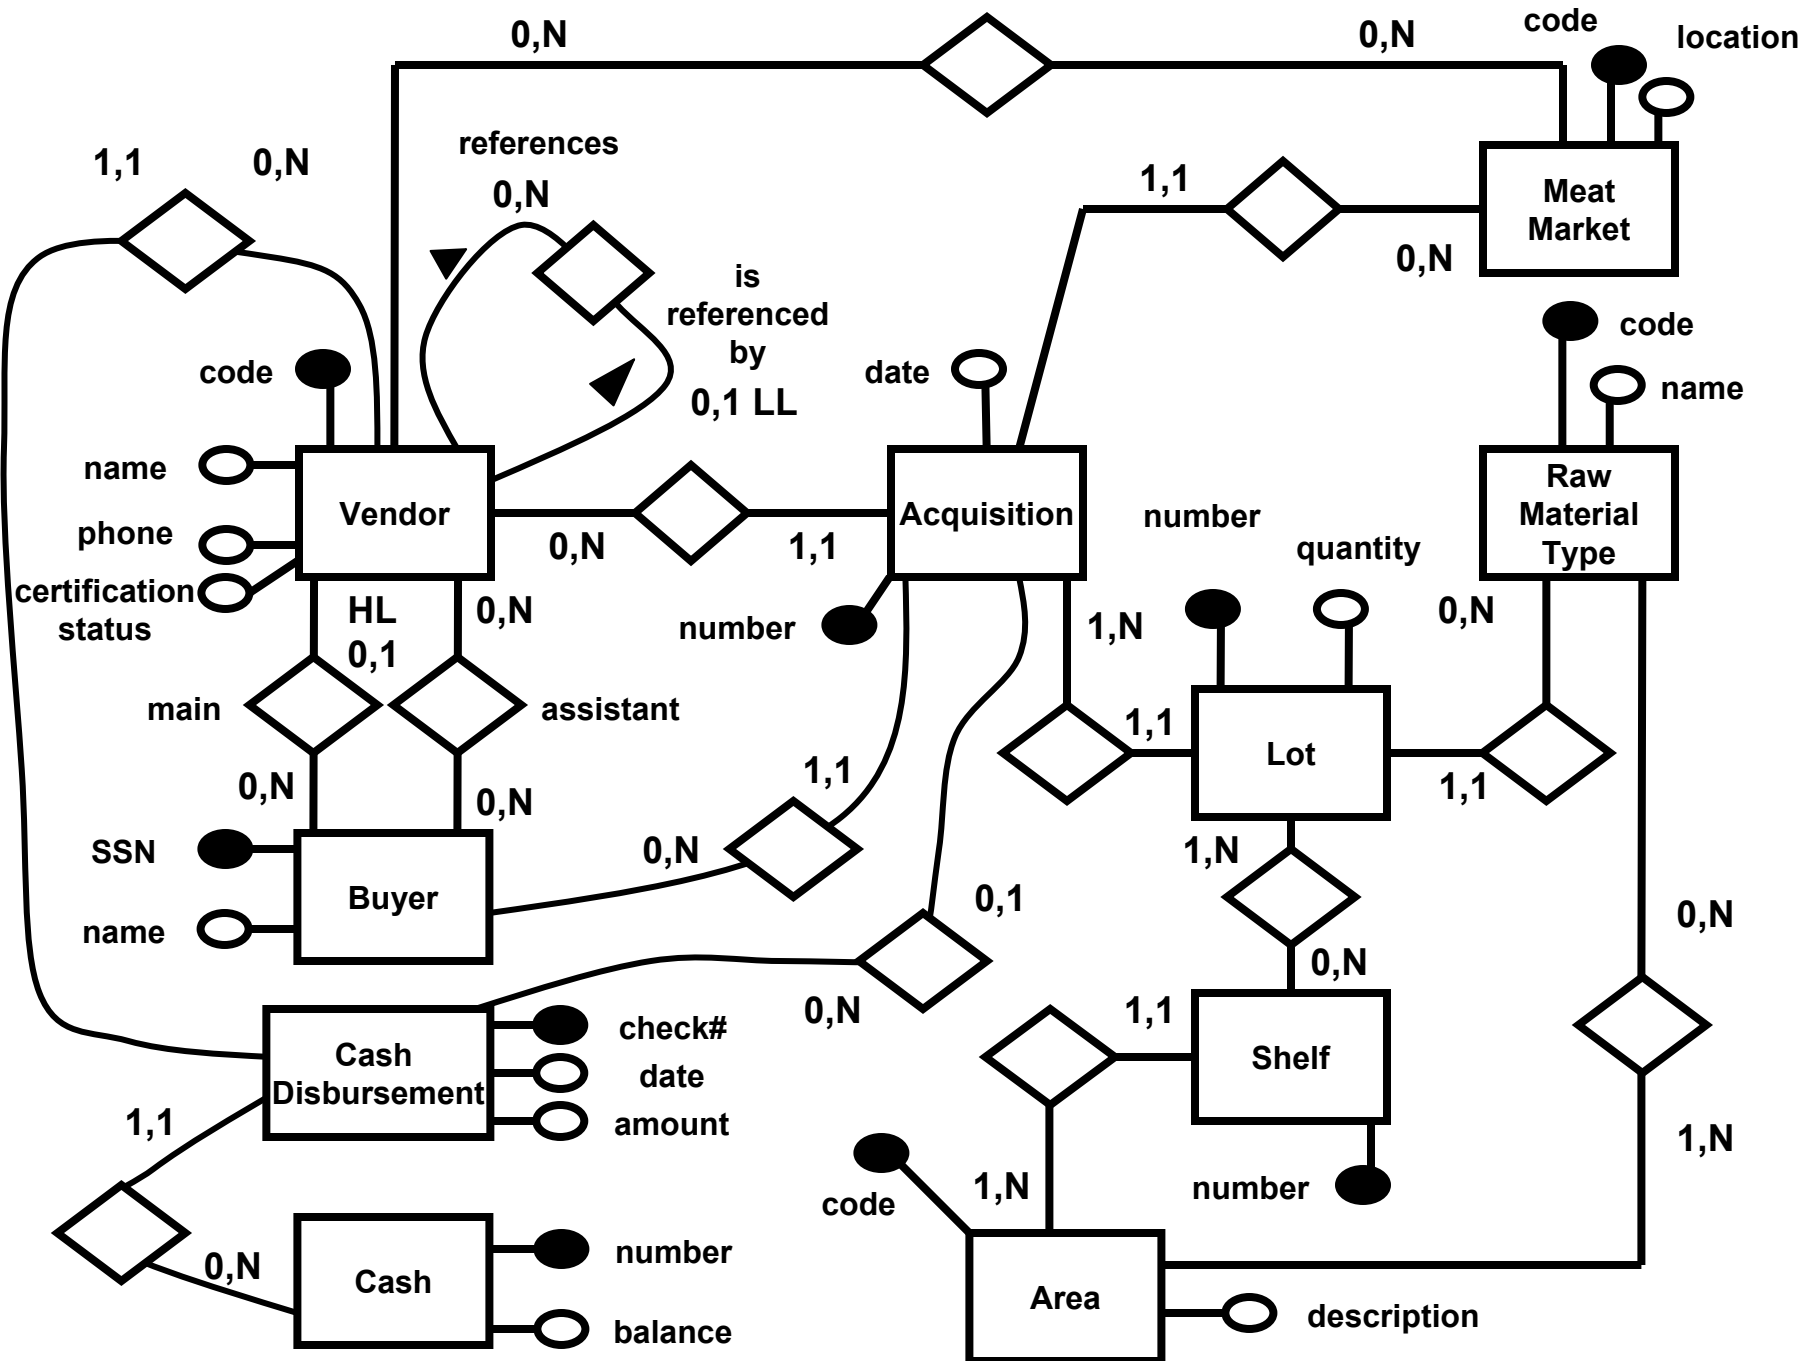 code
0,N
0,N
location
references
1,1
0,N
0,N
1,1
Meat
Market
0,N
is
referenced
by
0,1 LL
code
code
date
name
name
Vendor
Acquisition
Raw
Material
Type
phone
number
quantity
0,N
1,1
certification
status
HL
0,1
0,N
number
1,N
0,N
main
assistant
1,1
Lot
1,1
1,1
0,N
0,N
SSN
0,N
1,N
Buyer
0,1
0,N
name
0,N
0,N
1,1
check#
Cash
Disbursement
date
Shelf
amount
1,1
1,N
code
1,N
number
number
0,N
Cash
Area
description
balance